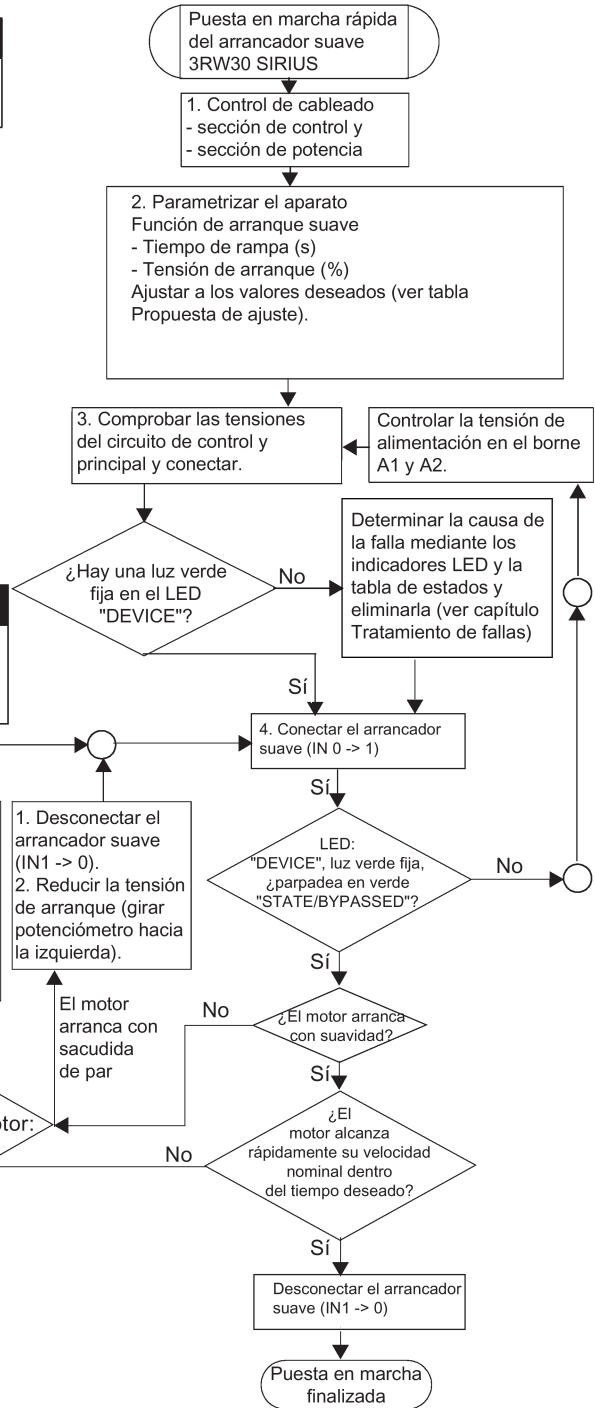 Puesta en marcha rápida
del arrancador suave
3RW30 SIRIUS
1. Control de cableado
- sección de control y
- sección de potencia
2. Parametrizar el aparato
Función de arranque suave
- Tiempo de rampa (s)
- Tensión de arranque (%)
Ajustar a los valores deseados (ver tabla
Propuesta de ajuste).
3. Comprobar las tensiones
del circuito de control y
principal y conectar.
Controlar la tensión de
alimentación en el borne
A1 y A2.
¿Hay una luz verde
fija en el LED
"DEVICE"?
No
Determinar la causa de
la falla mediante los
indicadores LED y la
tabla de estados y
eliminarla (ver capítulo
Tratamiento de fallas)
Sí
4. Conectar el arrancador
suave (IN 0 -> 1)
Sí
1. Desconectar el
arrancador suave
(IN1 -> 0).
2. Reducir la tensión
de arranque (girar
potenciómetro hacia
la izquierda).
LED:
"DEVICE", luz verde fija,
¿parpadea en verde
"STATE/BYPASSED"?
No
Sí
El motor
arranca con
sacudida
de par
No
¿El motor arranca
con suavidad?
Sí
otor:
¿El
motor alcanza
rápidamente su velocidad
nominal dentro
del tiempo deseado?
No
Sí
Desconectar el arrancador
suave (IN1 -> 0)
Puesta en marcha
finalizada